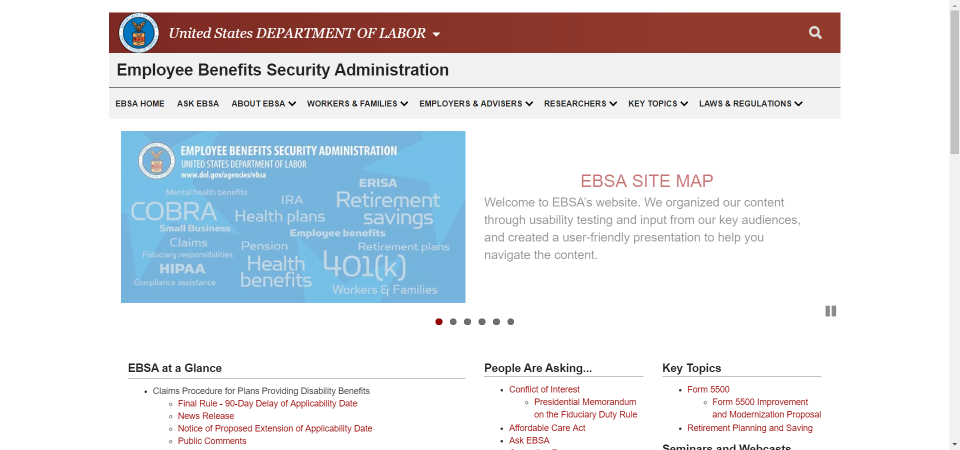 United States DEPARTMENT OF LABOR
Employee Benefits Security Administration
EBSA HOME ASK EBSA ABOUT EBSA WORKERS & FAMILIES EMPLOYERS & ADVISERS RESEARCHERS KEY TOPICS LAWS & REGULATIONS
EMPLOYEE BENEFITS SECURITY ADMINISTRATION
UNITED STATES DEPARTMENT OF LABOR
www.dol.gov/agencies/ebsa
ERISA
Mental health benefits
IRA
Retirement
savings
COBRA
Health plans
Small Business
Employee benefits
Claims
Pension
Retirement plans
Fiduciary responsibilities
HIPAA
Health
benefits
401(k)
Compliance assistance
Workers & Families
EBSA SITE MAP
Welcome to EBSA's website. We organized our content
through usability testing and input from our key audiences,
and created a user-friendly presentation to help you
navigate the content.
EBSA at a Glance
Claims Procedure for Plans Providing Disability Benefits
Final Rule - 90-Day Delay of Applicability Date
News Release
Notice of Proposed Extension of Applicability Date
Public Comments
People Are Asking...
Conflict of Interest
Presidential Memorandum
on the Fiduciary Duty Rule
Affordable Care Act
Ask EBSA
Key Topics
Form 5500
Form 5500 Improvement
and Modernization Proposal
Retirement Planning and Saving
Seminars and Webcasts